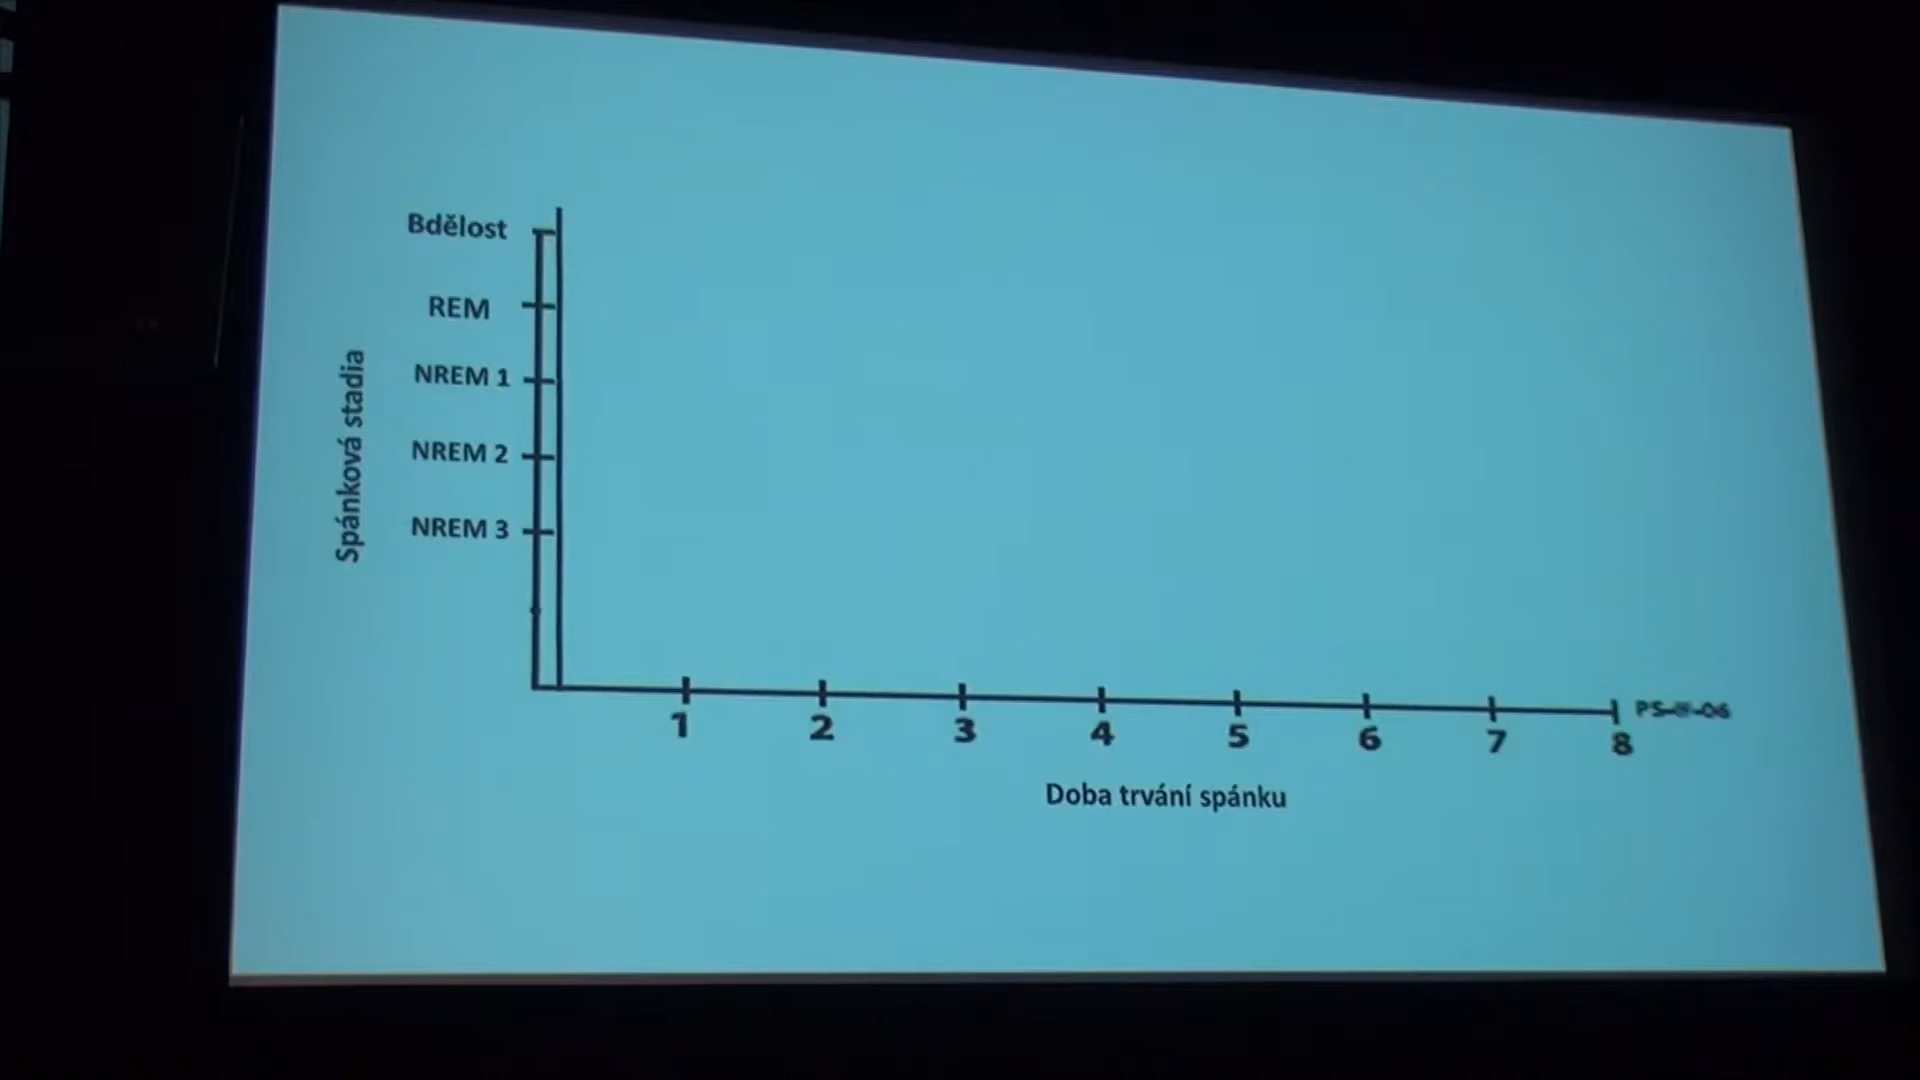 Bdělost
REM
NREM 1
NREM 2
NREM 3
Spánková stadia
1 2 3 4 5 6 7 8
Doba trvání spánku